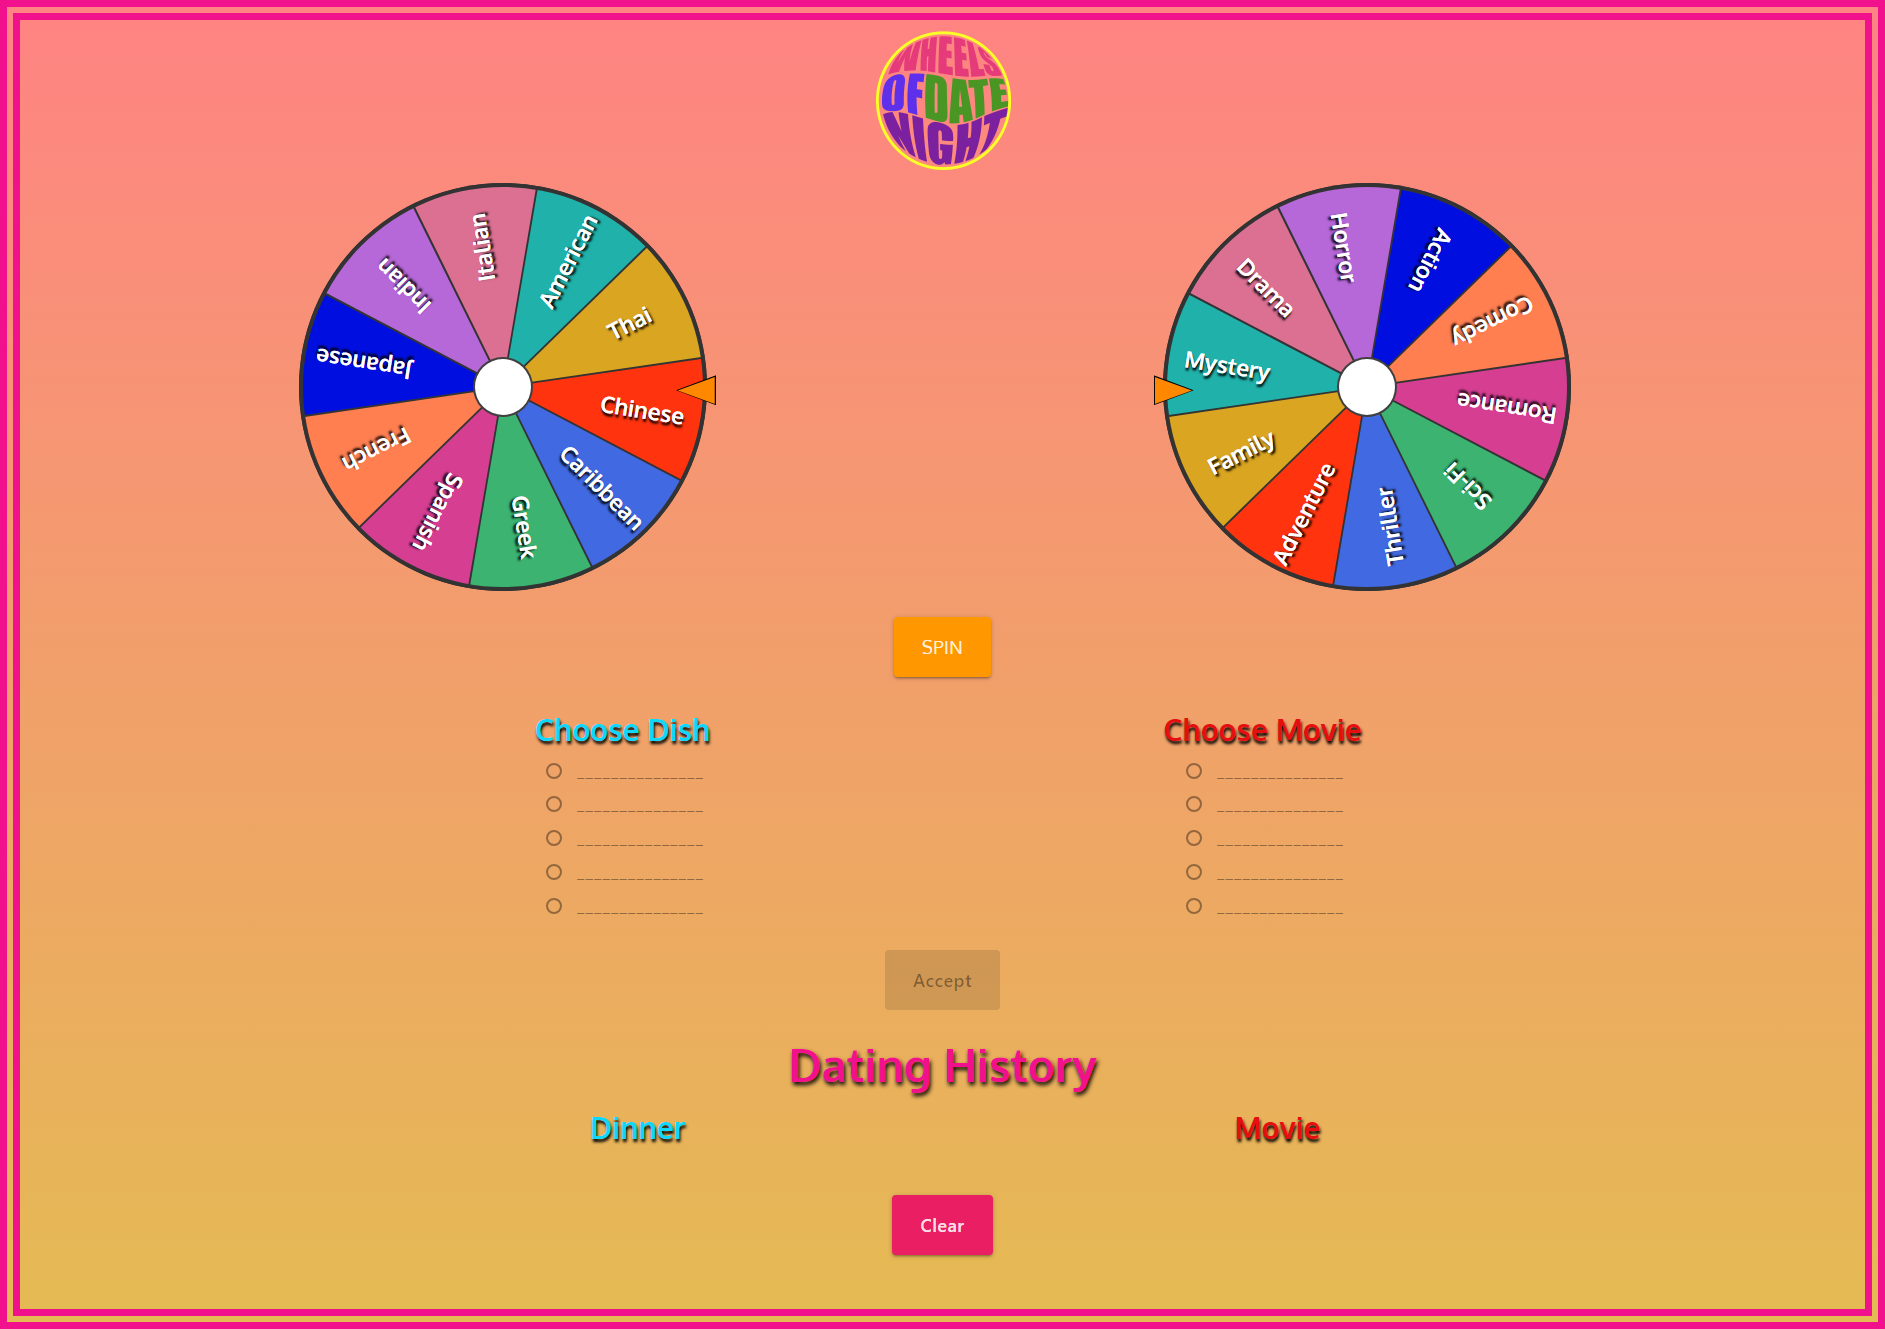 WHEELS
OF DATE
NIGHT
Italian
American
Thai
Chinese
Caribbean
Greek
Spanish
French
Japanese
Indian
Horror
Action
Comedy
Romance
Sci-Fi
Thriller
Adventure
Family
Mystery
Drama
SPIN
Choose Dish
_______________
_______________
_______________
_______________
_______________
Choose Movie
_______________
_______________
_______________
_______________
_______________
Accept
Dating History
Dinner
Movie
Clear